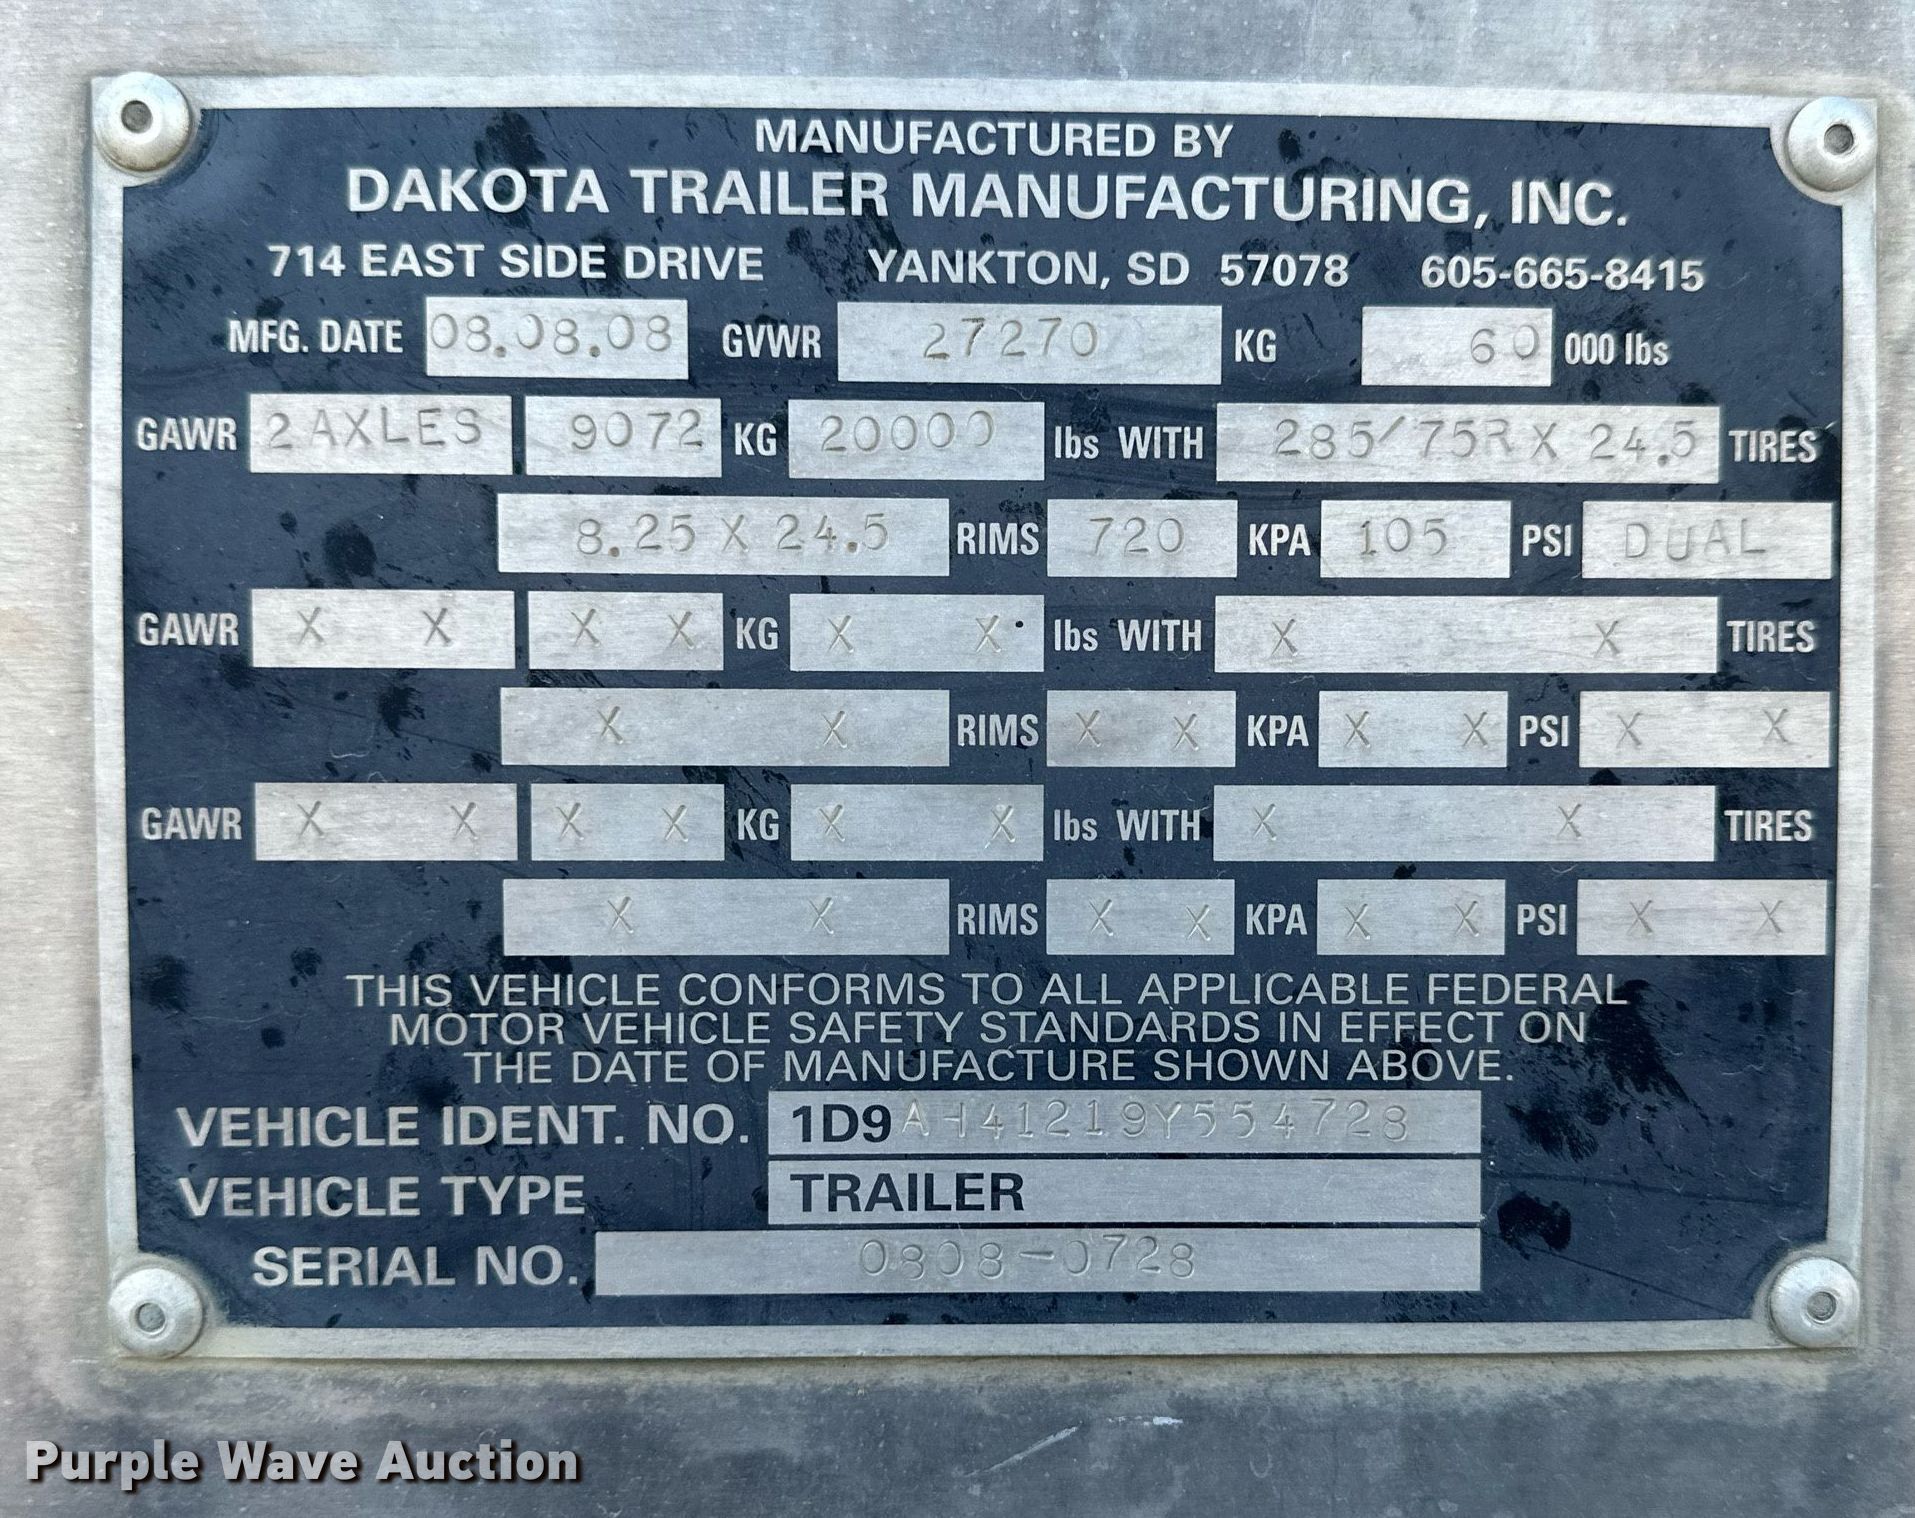 MANUFACTURED BY
DAKOTA TRAILER MANUFACTURING, INC.
714 EAST SIDE DRIVE YANKTON, SD 57078 605-665-8415
MFG. DATE 08.08.08 GVWR 27270 KG 60 000 lbs
GAWR 2 AXLES 9072 KG 20000 lbs WITH 285/75R X 24.5 TIRES
8.25 X 24.5 RIMS 720 KPA 105 PSI DUAL
GAWR X X X X KG X X lbs WITH X X TIRES
X X RIMS X X KPA X X PSI X X
GAWR X X X X KG X X lbs WITH X X TIRES
X X RIMS X X KPA X X PSI X X
THIS VEHICLE CONFORMS TO ALL APPLICABLE FEDERAL
MOTOR VEHICLE SAFETY STANDARDS IN EFFECT ON
THE DATE OF MANUFACTURE SHOWN ABOVE.
VEHICLE IDENT. NO. 1D9AH41219Y554728
VEHICLE TYPE TRAILER
SERIAL NO. 0808-0728
Purple Wave Auction